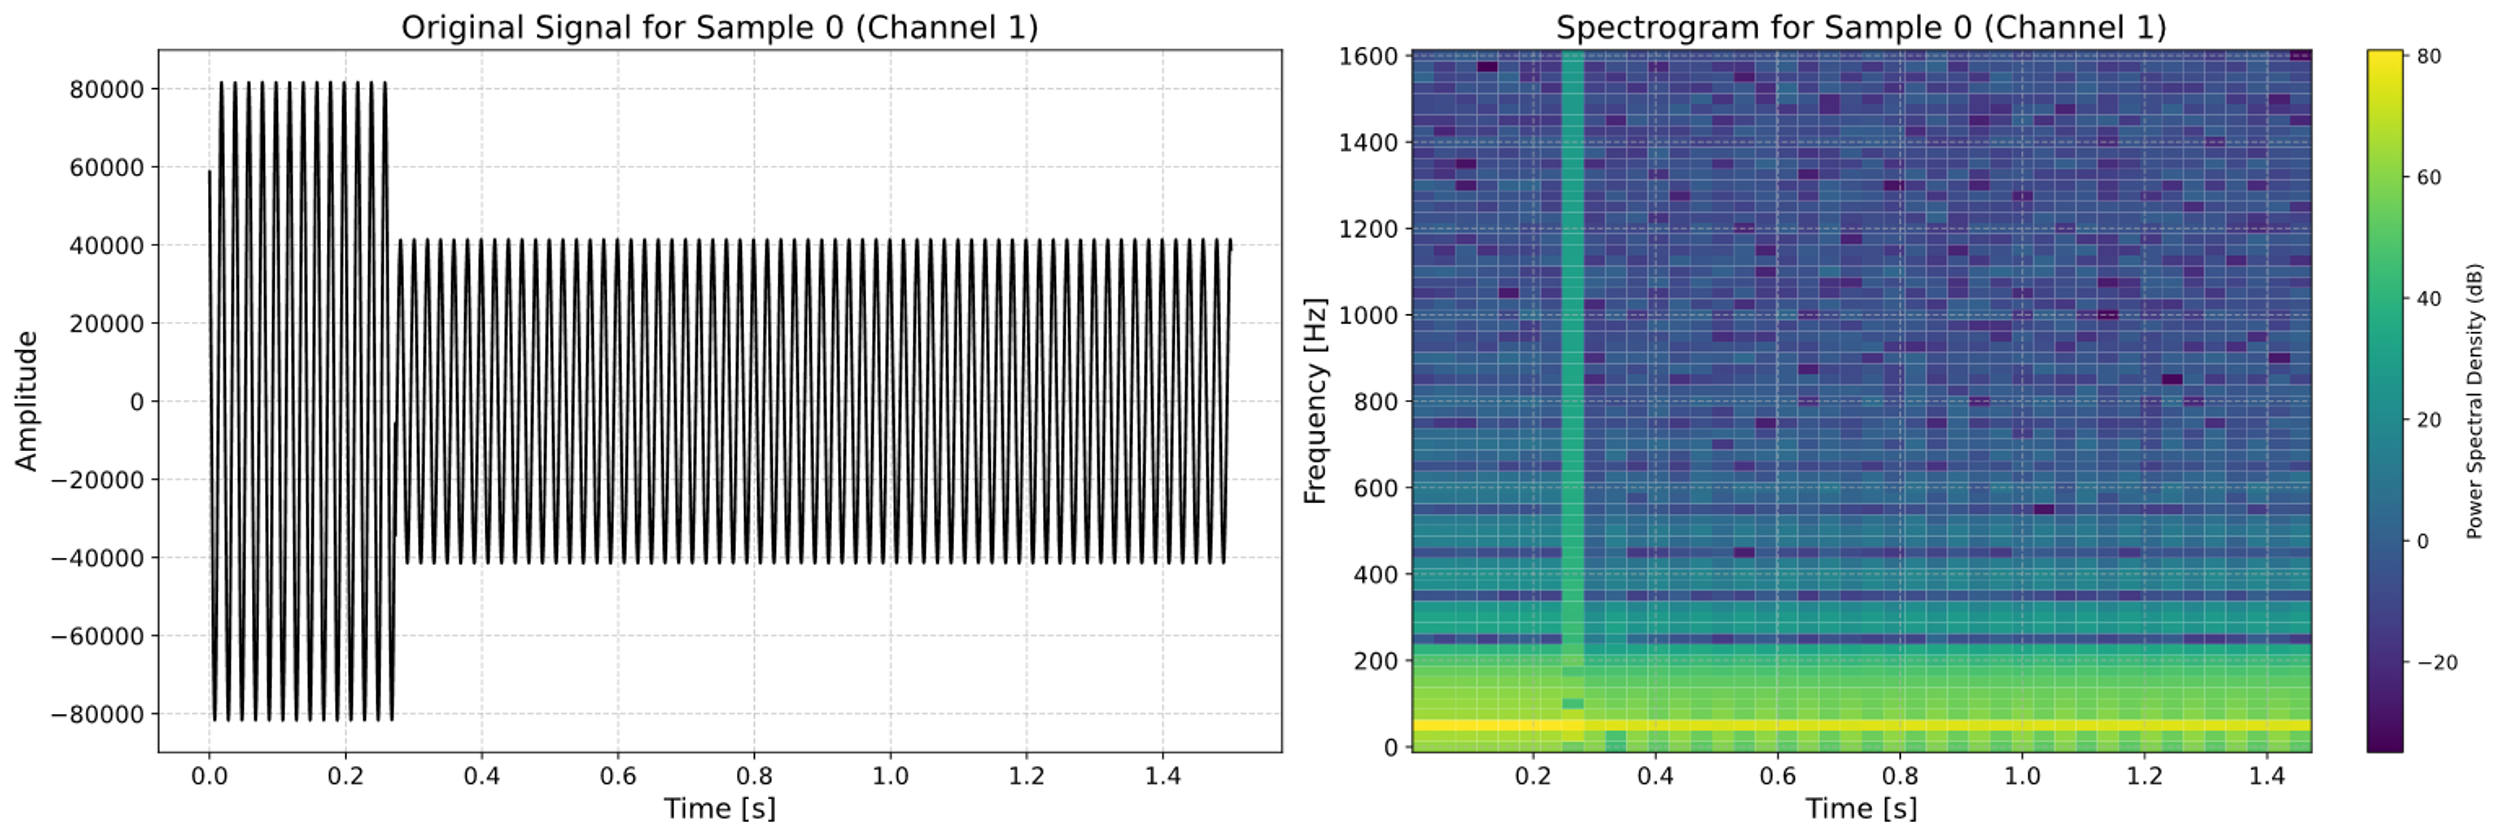 Original Signal for Sample 0 (Channel 1)
80000
60000
40000
20000
0
−20000
−40000
−60000
−80000
Amplitude
0.0 0.2 0.4 0.6 0.8 1.0 1.2 1.4
Time [s]
Spectrogram for Sample 0 (Channel 1)
1600
1400
1200
1000
800
600
400
200
0
Frequency [Hz]
0.2 0.4 0.6 0.8 1.0 1.2 1.4
Time [s]
80
60
40
20
0
−20
Power Spectral Density (dB)